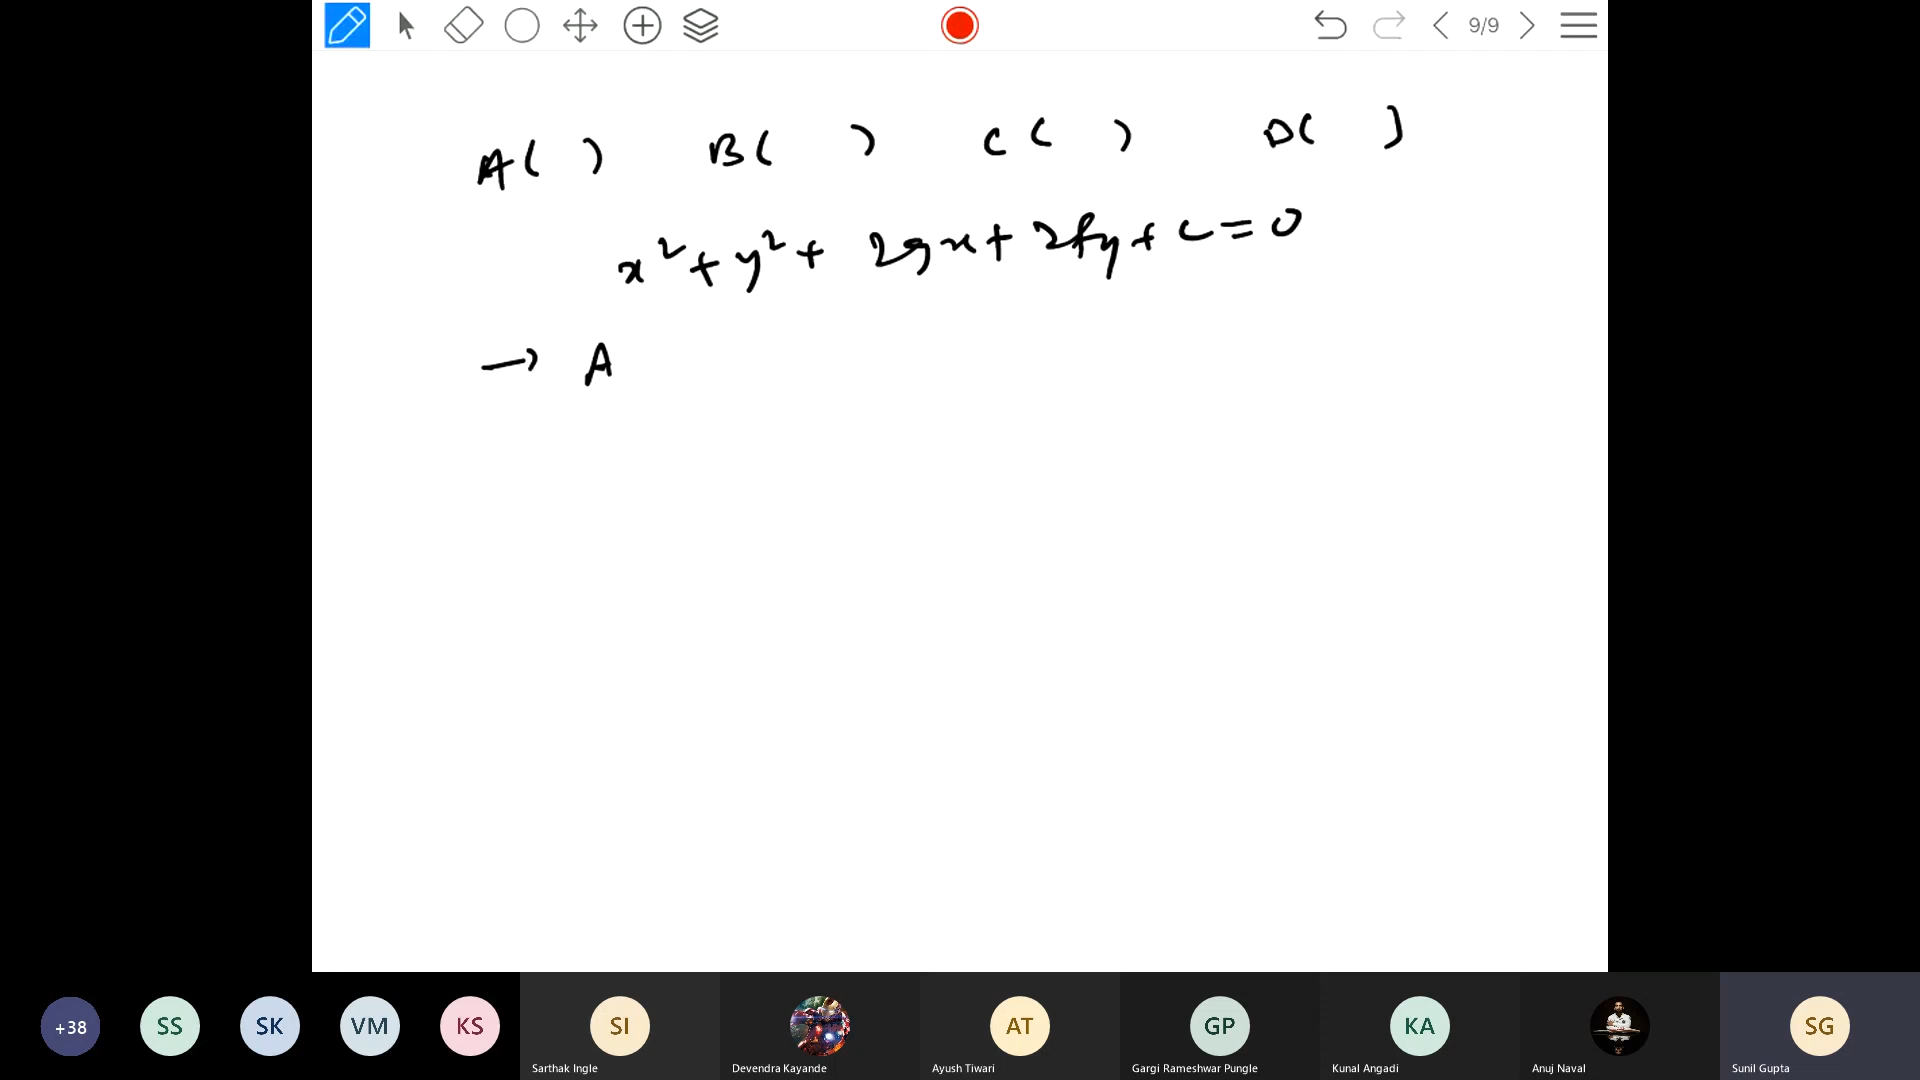 9/9
A( ) B( ) C( ) D( )
x²+y²+ 2gx+2fy+c=0
→ A
+38 SS SK VM KS SI AT GP KA SG
Sarthak Ingle Devendra Kayande Ayush Tiwari Gargi Rameshwar Pungle Kunal Angadi Anuj Naval Sunil Gupta